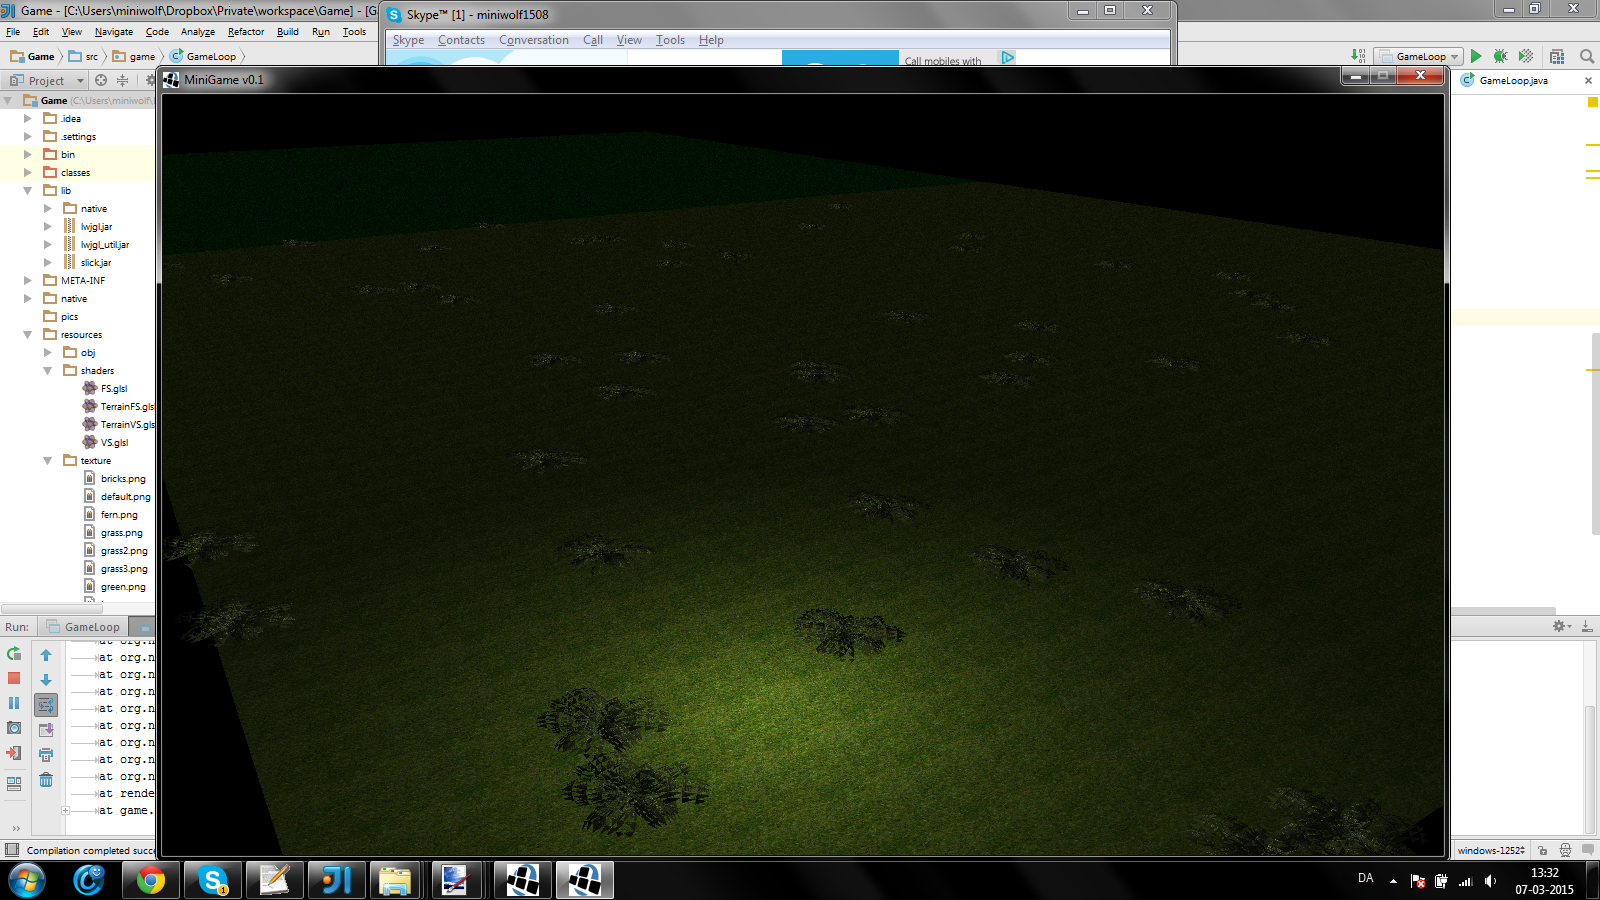 Game - [C:\Users\miniwolf\Dropbox\Private\workspace\Game] - [G
Skype™ [1] - miniwolf1508
File Edit View Navigate Code Analyze Refactor Build Run Tools
Skype Contacts Conversation Call View Tools Help
Game src game GameLoop
Call mobiles with
GameLoop
Project
MiniGame v0.1
GameLoop.java
Game (C:\Users\miniwolf\
.idea
.settings
bin
classes
lib
native
lwjgl.jar
lwjgl_util.jar
slick.jar
META-INF
native
pics
resources
obj
shaders
FS.glsl
TerrainFS.glsl
TerrainVS.gls
VS.glsl
texture
bricks.png
default.png
fern.png
grass.png
grass2.png
grass3.png
green.png
Run: GameLoop
at org.n
at org.n
at org.n
at org.n
at org.n
at org.n
at org.n
at org.n
at org.n
at rende
at game.
Compilation completed succe
windows-1252
DA
13:32
07-03-2015